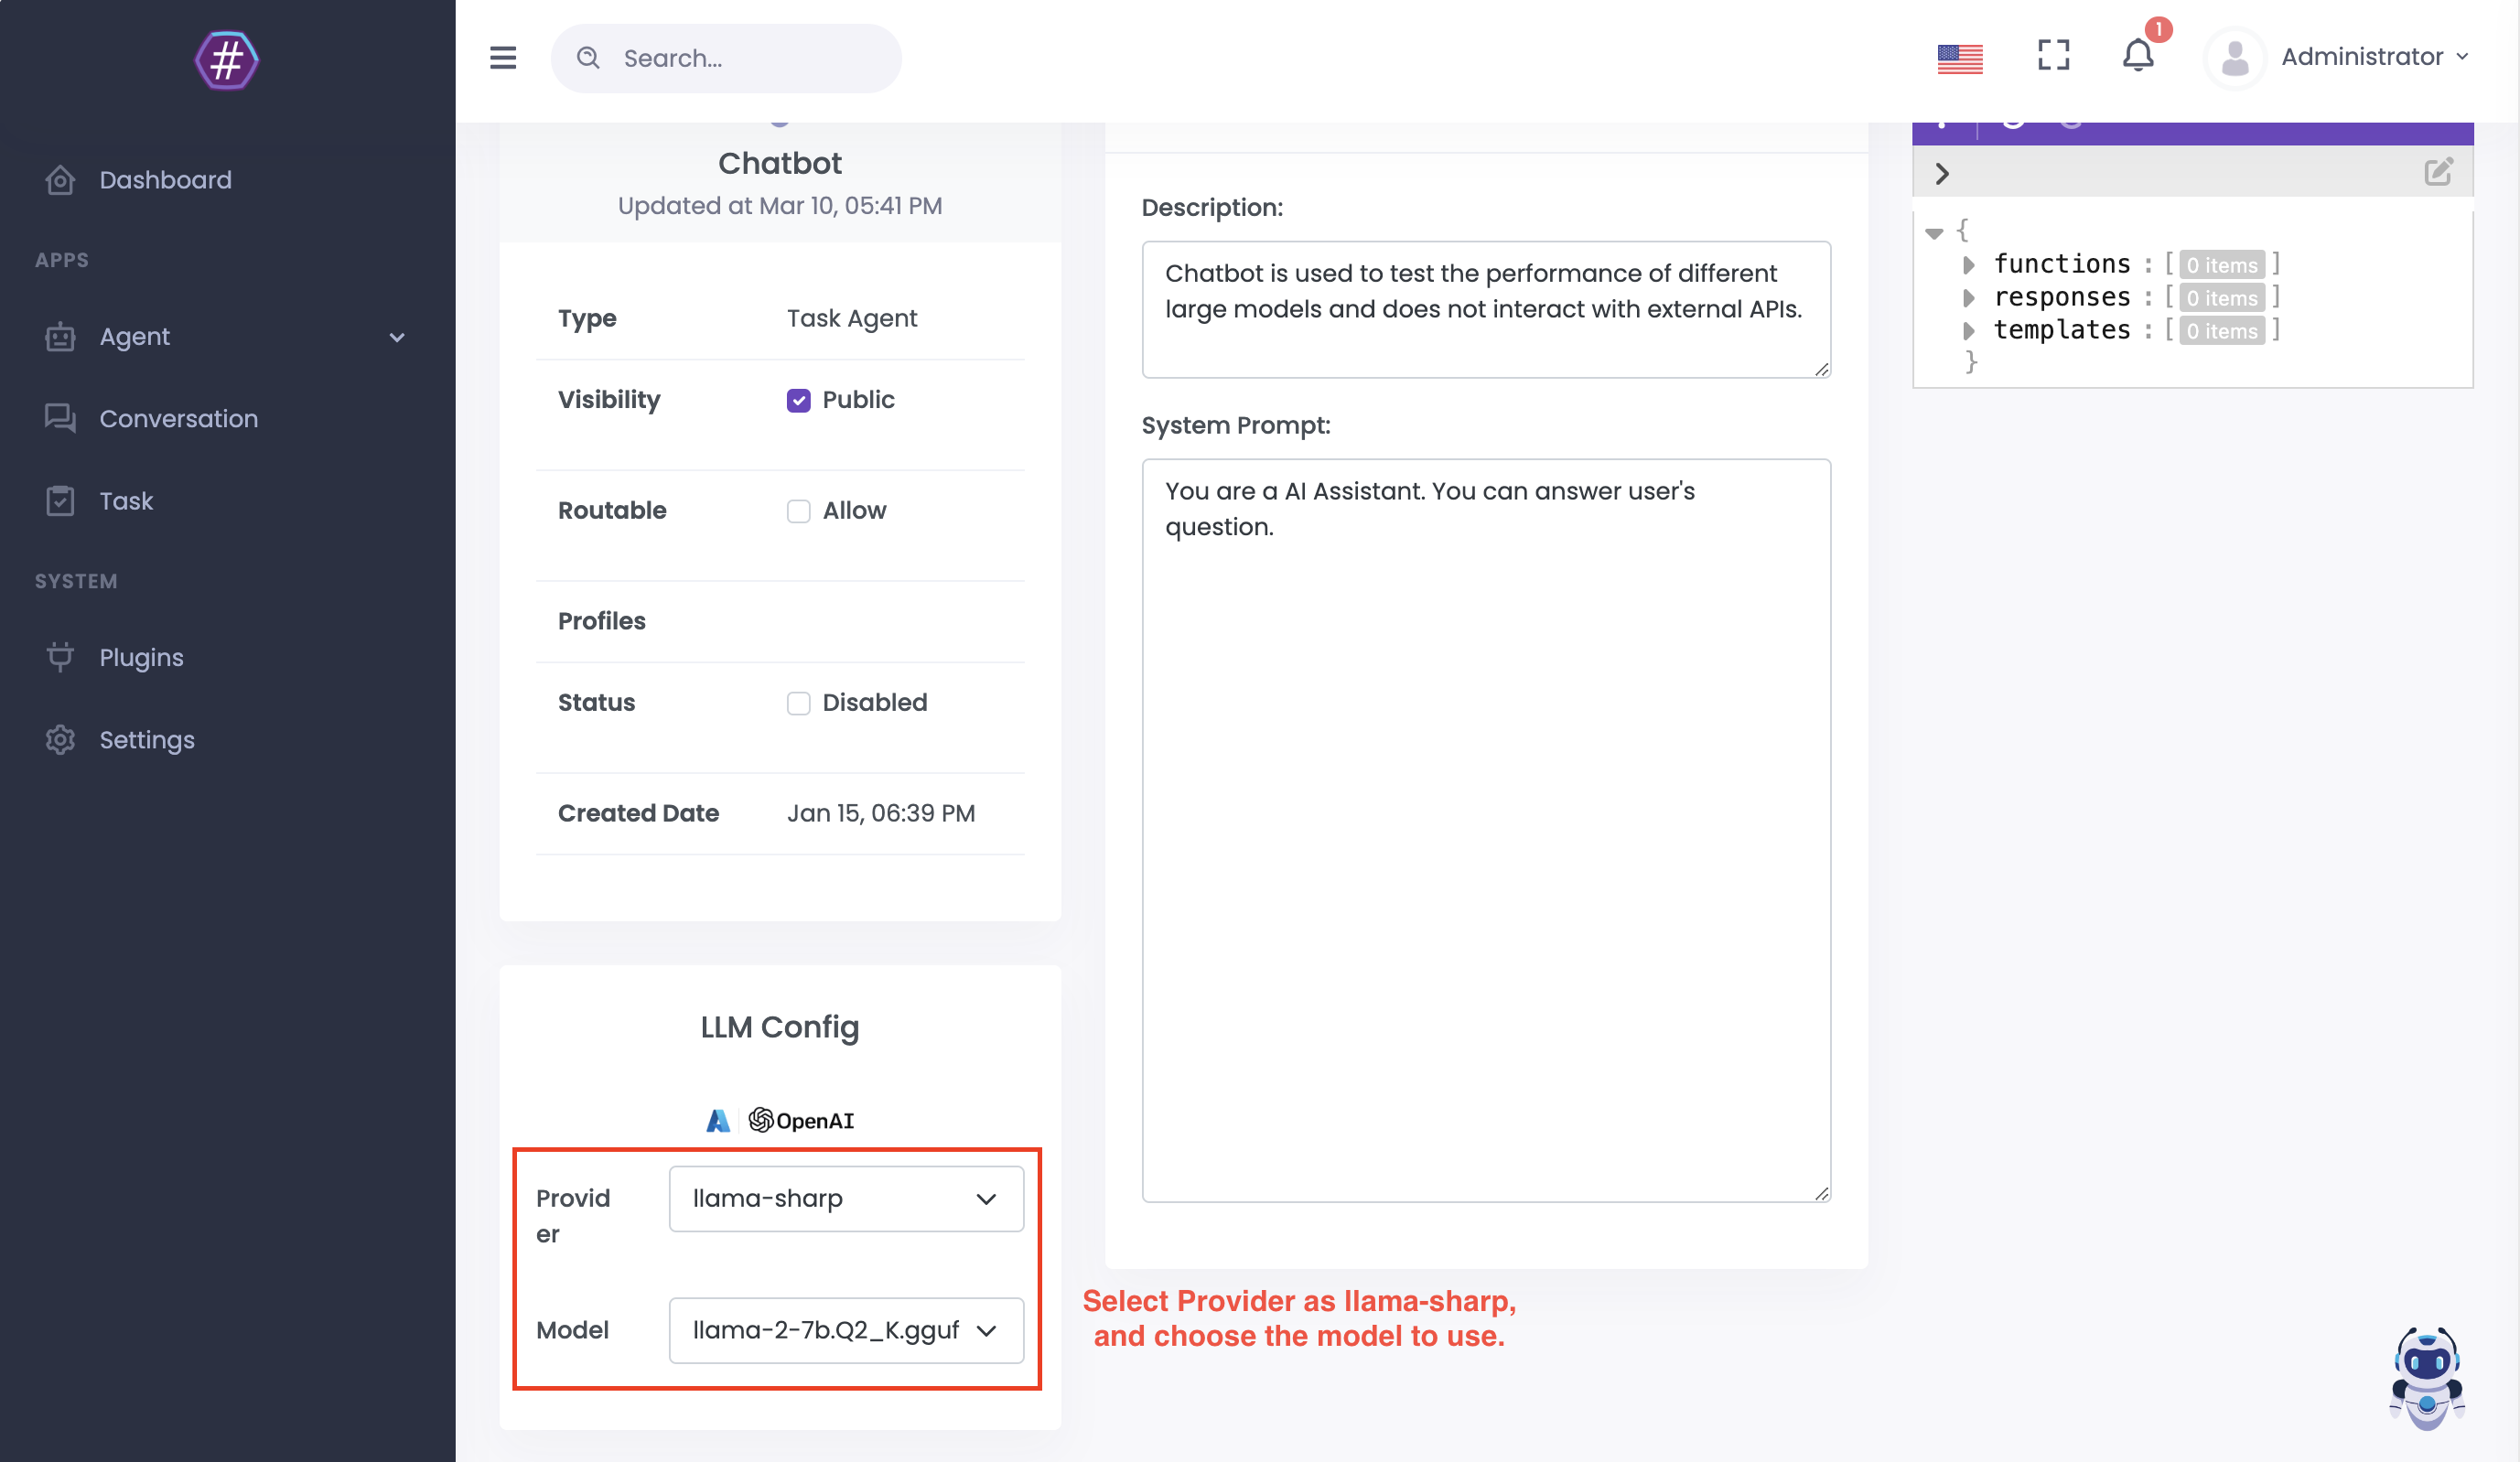 #
Dashboard
APPS
Agent
Conversation
Task
SYSTEM
Plugins
Settings
Search...
1
Administrator
Chatbot
Updated at Mar 10, 05:41 PM
Type Task Agent
Visibility Public
Routable Allow
Profiles
Status Disabled
Created Date Jan 15, 06:39 PM
LLM Config
OpenAI
Provid
er
llama-sharp
Model llama-2-7b.Q2_K.gguf
Description:
Chatbot is used to test the performance of different
large models and does not interact with external APIs.
System Prompt:
You are a AI Assistant. You can answer user's
question.
Select Provider as llama-sharp,
and choose the model to use.
{
functions : [ 0 items ]
responses : [ 0 items ]
templates : [ 0 items ]
}